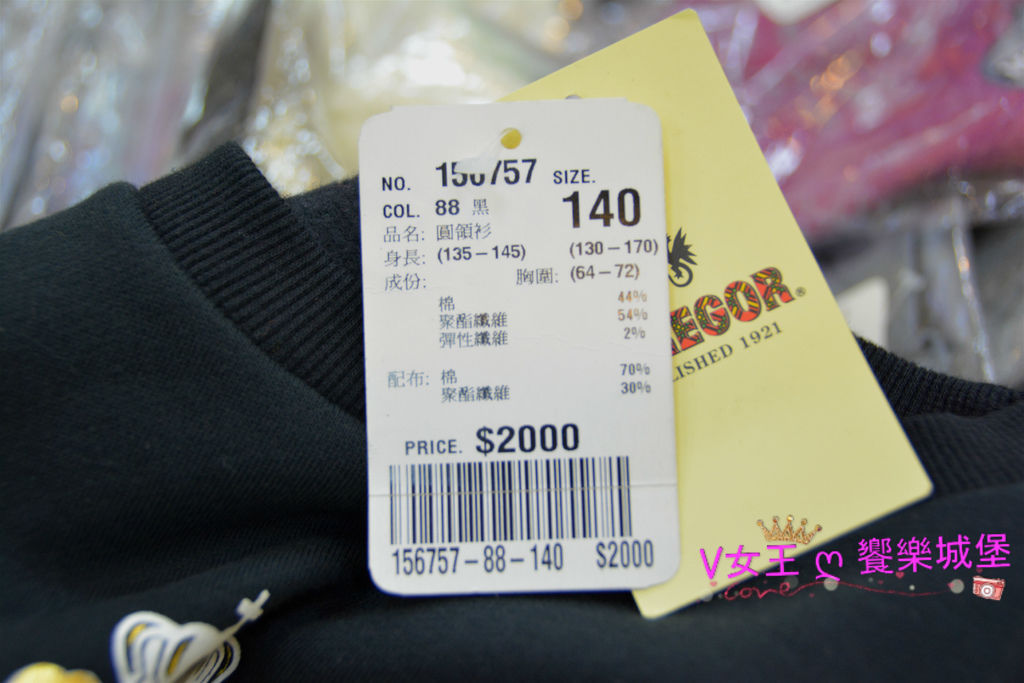 NO. 156757 SIZE.
COL. 88 黑 140
品名: 圓領衫
身長: (135－145) (130－170)
成份: 胸圍: (64－72)
棉 44%
聚酯纖維 54%
彈性纖維 2%
配布: 棉 70%
聚酯纖維 30%
PRICE. $2000
156757-88-140 $2000
EGOR®
LISHED 1921
V女王 ღ 饗樂城堡
Love